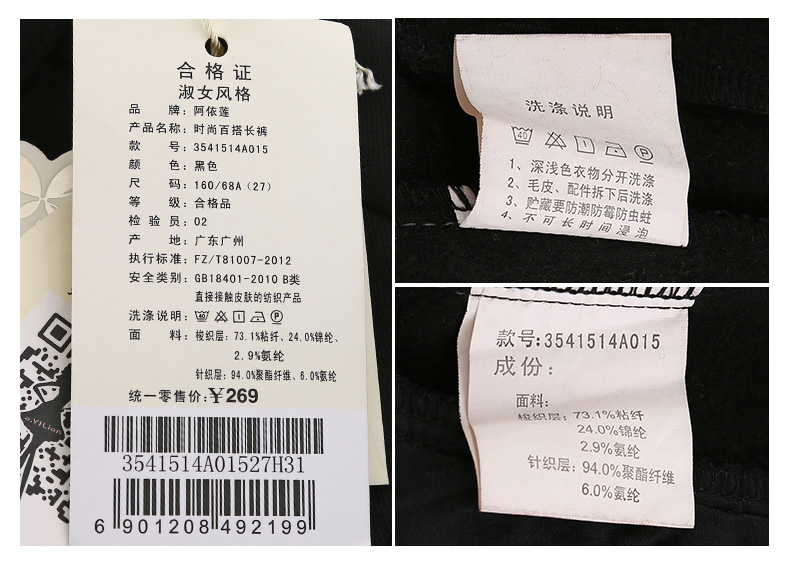 合格证
淑女风格
品 牌：阿依莲
产品名称：时尚百搭长裤
款 号：3541514A015
颜 色：黑色
尺 码：160/68A（27）
等 级：合格品
检 验 员：02
产 地：广东广州
执行标准：FZ/T81007-2012
安全类别：GB18401-2010 B类
直接接触皮肤的纺织产品
洗涤说明：
面 料：梭织层：73.1%粘纤、24.0%锦纶、
2.9%氨纶
针织层：94.0%聚酯纤维、6.0%氨纶
统一零售价：￥269
3541514A01527H31
6 901208 492199
a.YiLian
洗涤说明
40
1、深浅色衣物分开洗涤
2、毛皮、配件拆下后洗涤
3、贮藏要防潮防霉防虫蛀
4、不可长时间浸泡
款号：3541514A015
成份：
面料：
梭织层：73.1%粘纤
24.0%锦纶
2.9%氨纶
针织层：94.0%聚酯纤维
6.0%氨纶